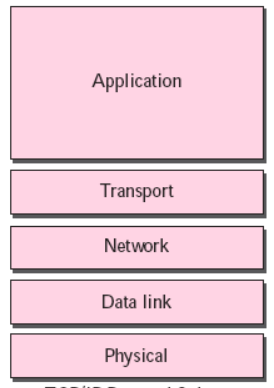 Application
Transport
Network
Data link
Physical